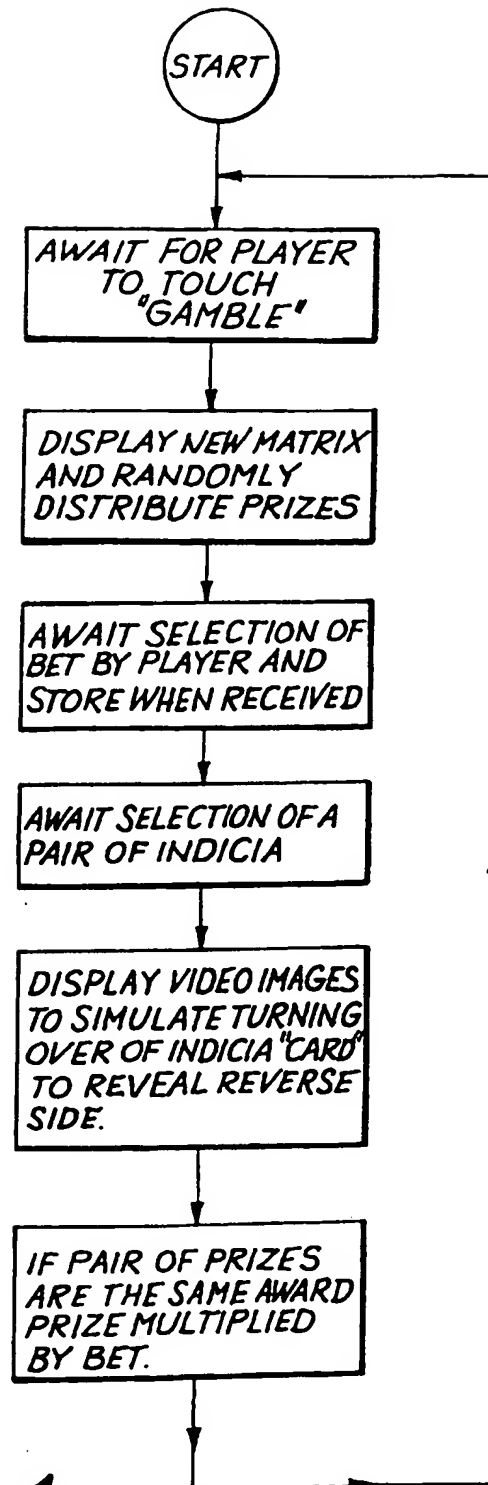 START
AWAIT FOR PLAYER
TO TOUCH
"GAMBLE"
DISPLAY NEW MATRIX
AND RANDOMLY
DISTRIBUTE PRIZES
AWAIT SELECTION OF
BET BY PLAYER AND
STORE WHEN RECEIVED
AWAIT SELECTION OF A
PAIR OF INDICIA
DISPLAY VIDEO IMAGES
TO SIMULATE TURNING
OVER OF INDICIA "CARD"
TO REVEAL REVERSE
SIDE.
IF PAIR OF PRIZES
ARE THE SAME AWARD
PRIZE MULTIPLIED
BY BET.